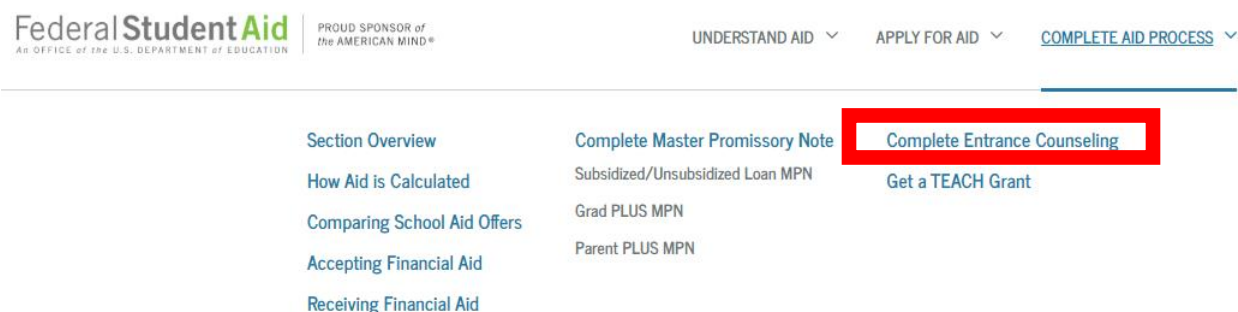 Federal Student Aid
An OFFICE of the U.S. DEPARTMENT of EDUCATION
PROUD SPONSOR of
the AMERICAN MIND®
UNDERSTAND AID
APPLY FOR AID
COMPLETE AID PROCESS
Section Overview
How Aid is Calculated
Comparing School Aid Offers
Accepting Financial Aid
Receiving Financial Aid
Complete Master Promissory Note
Subsidized/Unsubsidized Loan MPN
Grad PLUS MPN
Parent PLUS MPN
Complete Entrance Counseling
Get a TEACH Grant